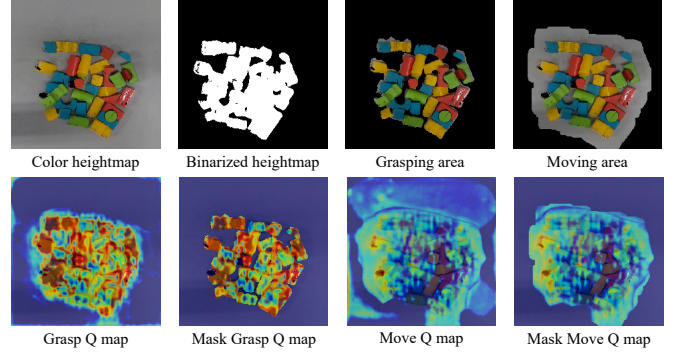 Color heightmap
Binarized heightmap
Grasping area
Moving area
Grasp Q map
Mask Grasp Q map
Move Q map
Mask Move Q map